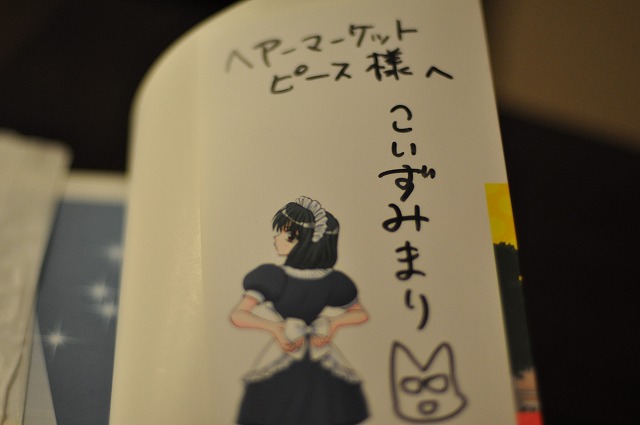 ヘアーマーケット
ピース様へ
こいずみまり